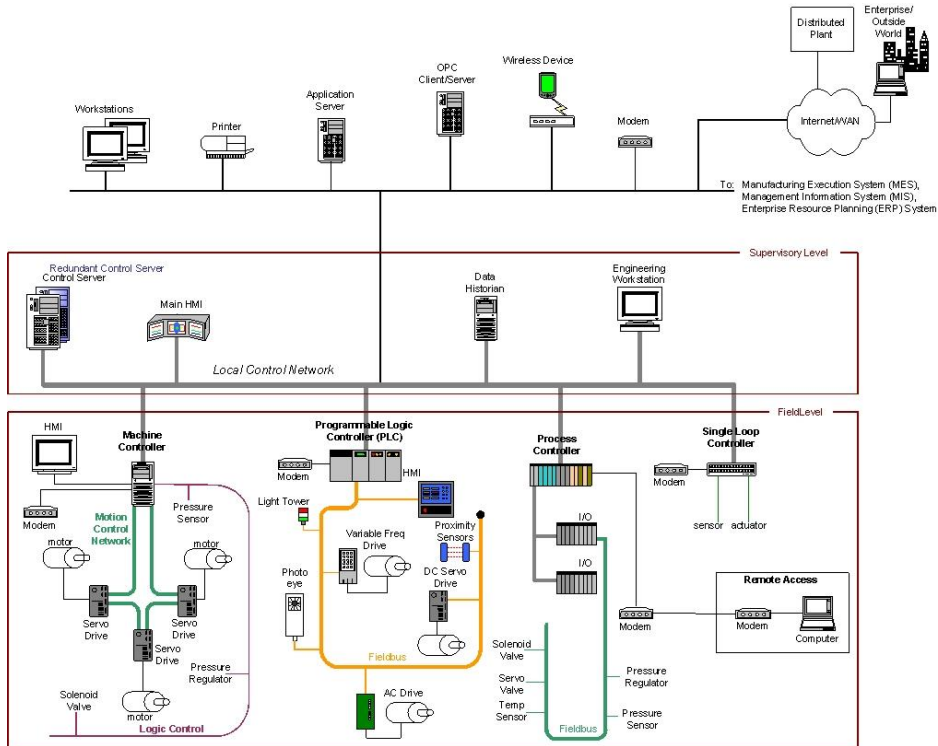 Distributed
Plant
Enterprise/
Outside
World
Wireless Device
OPC
Client/Server
Application
Server
Workstations
Printer
Modem
Internet/WAN
To: Manufacturing Execution System (MES),
Management Information System (MIS),
Enterprise Resource Planning (ERP) System
Supervisory Level
Redundant Control Server
Control Server
Main HMI
Data
Historian
Engineering
Workstation
Local Control Network
FieldLevel
HMI
Machine
Controller
Programmable Logic
Controller (PLC)
Process
Controller
Single Loop
Controller
Modem
HMI
Modem
Modem
Pressure
Sensor
Light Tower
Motion
Control
Network
motor
motor
Variable Freq
Drive
Proximity
Sensors
I/O
sensor
actuator
Photo
eye
DC Servo
Drive
I/O
Remote Access
Servo
Drive
Servo
Drive
Servo
Drive
Modem
Modem
Computer
Solenoid
Valve
Pressure
Regulator
Fieldbus
Servo
Valve
Pressure
Regulator
Solenoid
Valve
motor
AC Drive
Temp
Sensor
Pressure
Sensor
Logic Control
Fieldbus